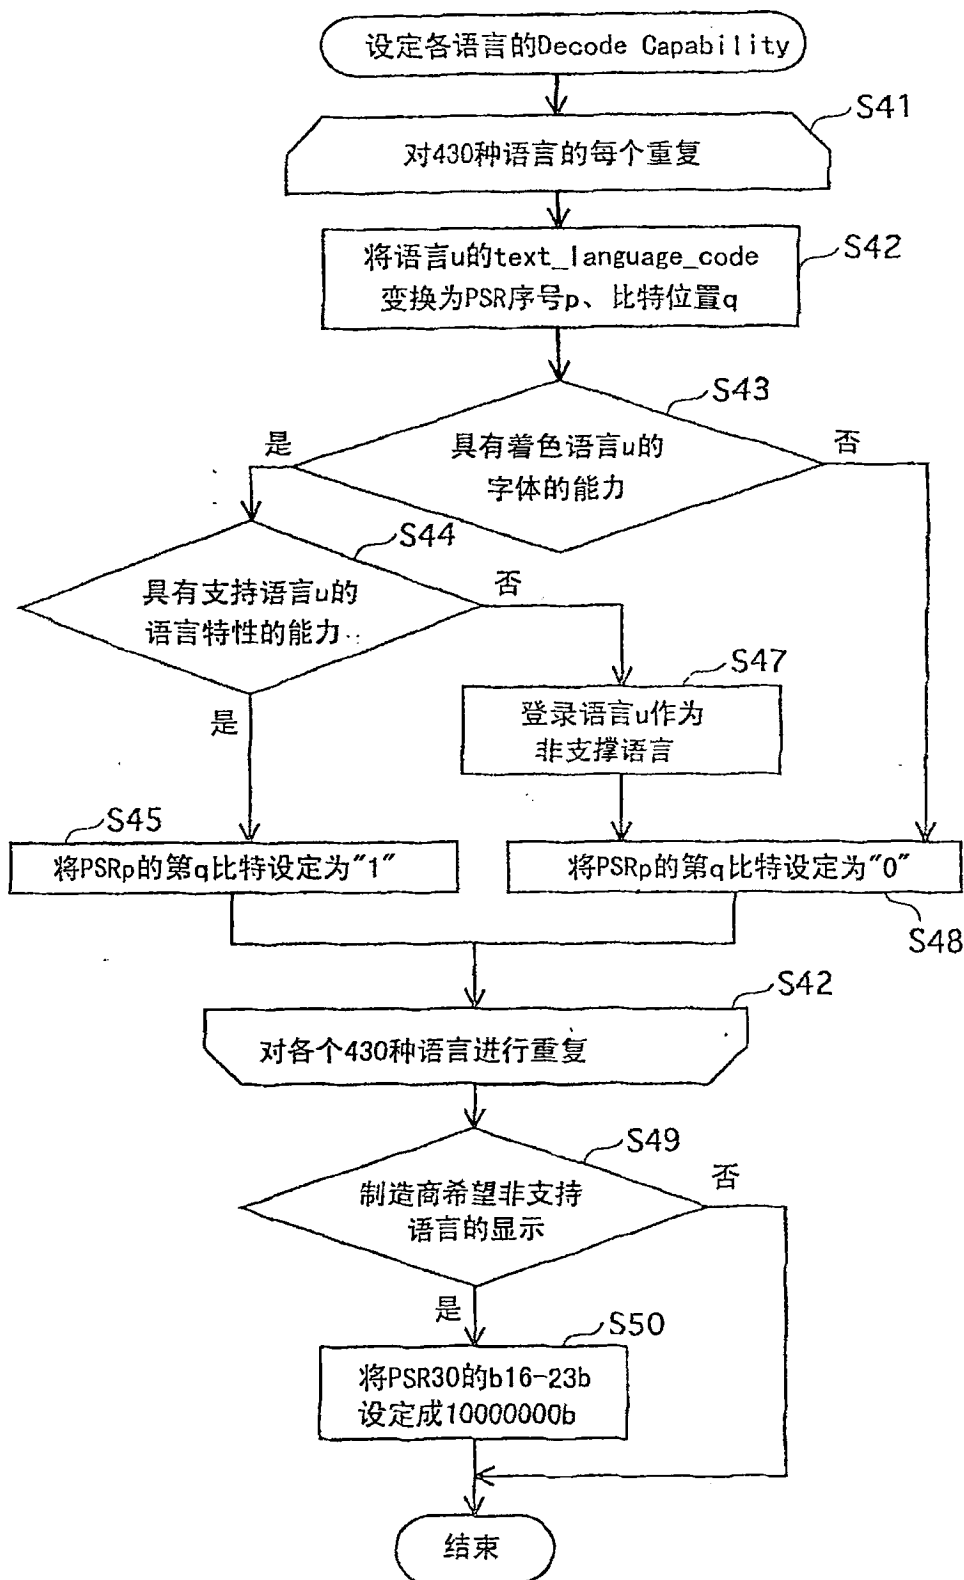 设定各语言的Decode Capability
S41
对430种语言的每个重复
S42
将语言u的text_language_code
变换为PSR序号p、比特位置q
S43
是
否
具有着色语言u的
字体的能力
S44
否
具有支持语言u的
语言特性的能力
S47
是
登录语言u作为
非支撑语言
S45
将PSRp的第q比特设定为"1"
将PSRp的第q比特设定为"0"
S48
S42
对各个430种语言进行重复
S49
否
制造商希望非支持
语言的显示
是
S50
将PSR30的b16-23b
设定成10000000b
结束